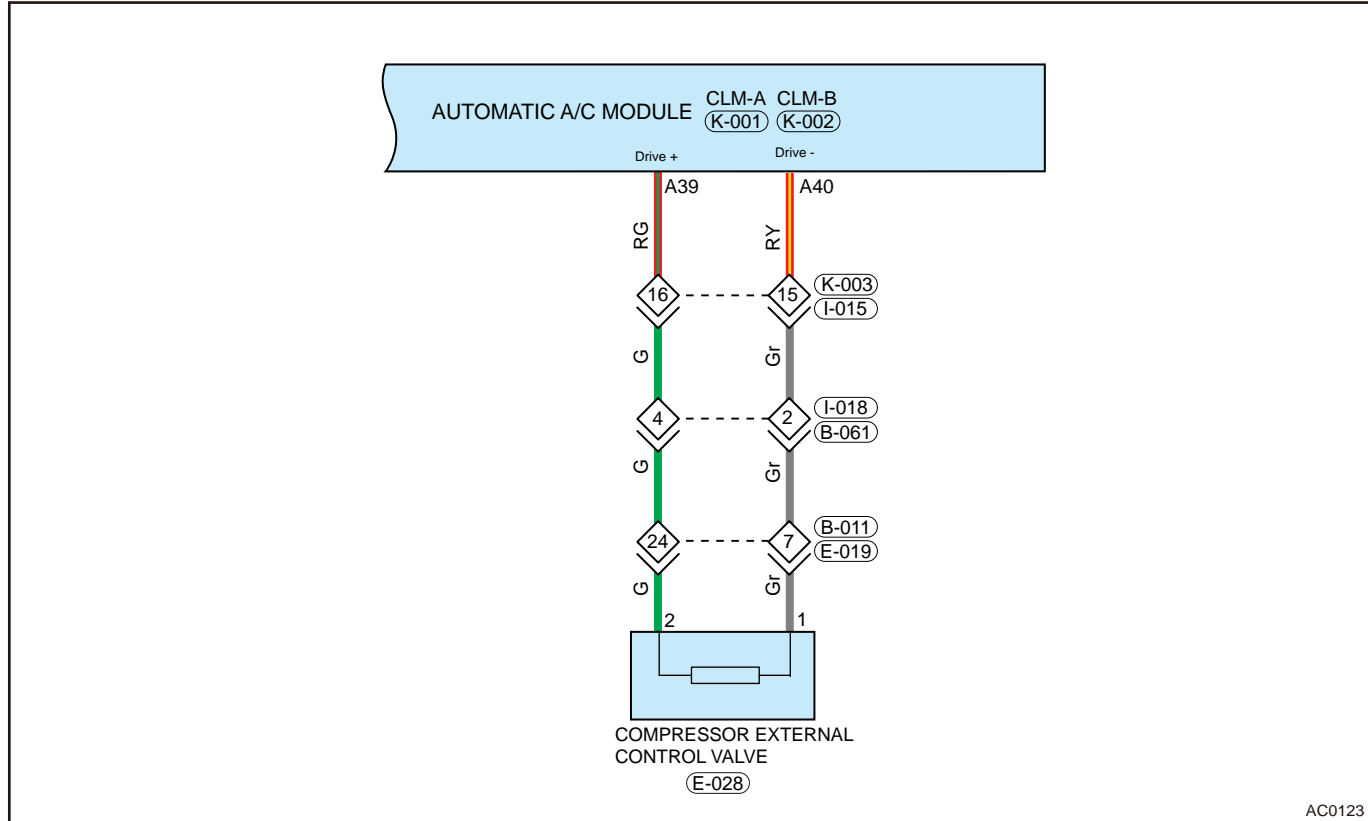 AUTOMATIC A/C MODULE
CLM-A CLM-B
K-001 K-002
Drive + Drive -
A39 A40
RG RY
16 15 K-003
I-015
G Gr
4 2 I-018
B-061
G Gr
24 7 B-011
E-019
G Gr
2 1
COMPRESSOR EXTERNAL
CONTROL VALVE
E-028
AC0123